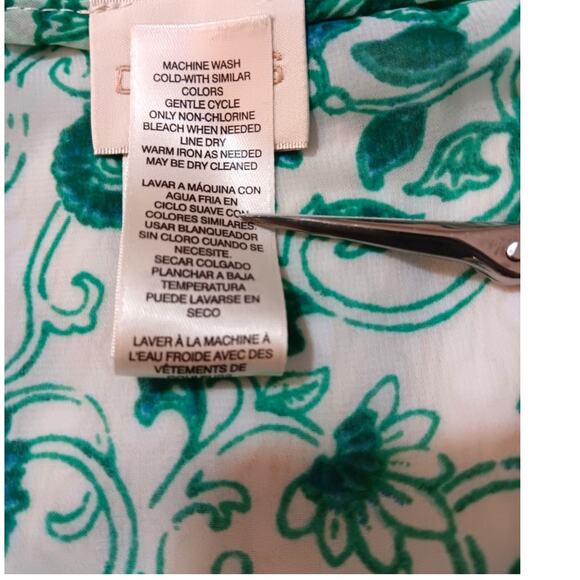 MACHINE WASH
COLD-WITH SIMILAR
COLORS
GENTLE CYCLE
ONLY NON-CHLORINE
BLEACH WHEN NEEDED
LINE DRY
WARM IRON AS NEEDED
MAY BE DRY CLEANED
LAVAR A MÁQUINA CON
AGUA FRIA EN
CICLO SUAVE CON
COLORES SIMILARES.
USAR BLANQUEADOR
SIN CLORO CUANDO SE
NECESITE.
SECAR COLGADO
PLANCHAR A BAJA
TEMPERATURA
PUEDE LAVARSE EN
SECO
LAVER À LA MACHINE À
L'EAU FROIDE AVEC DES
VÊTEMENTS DE